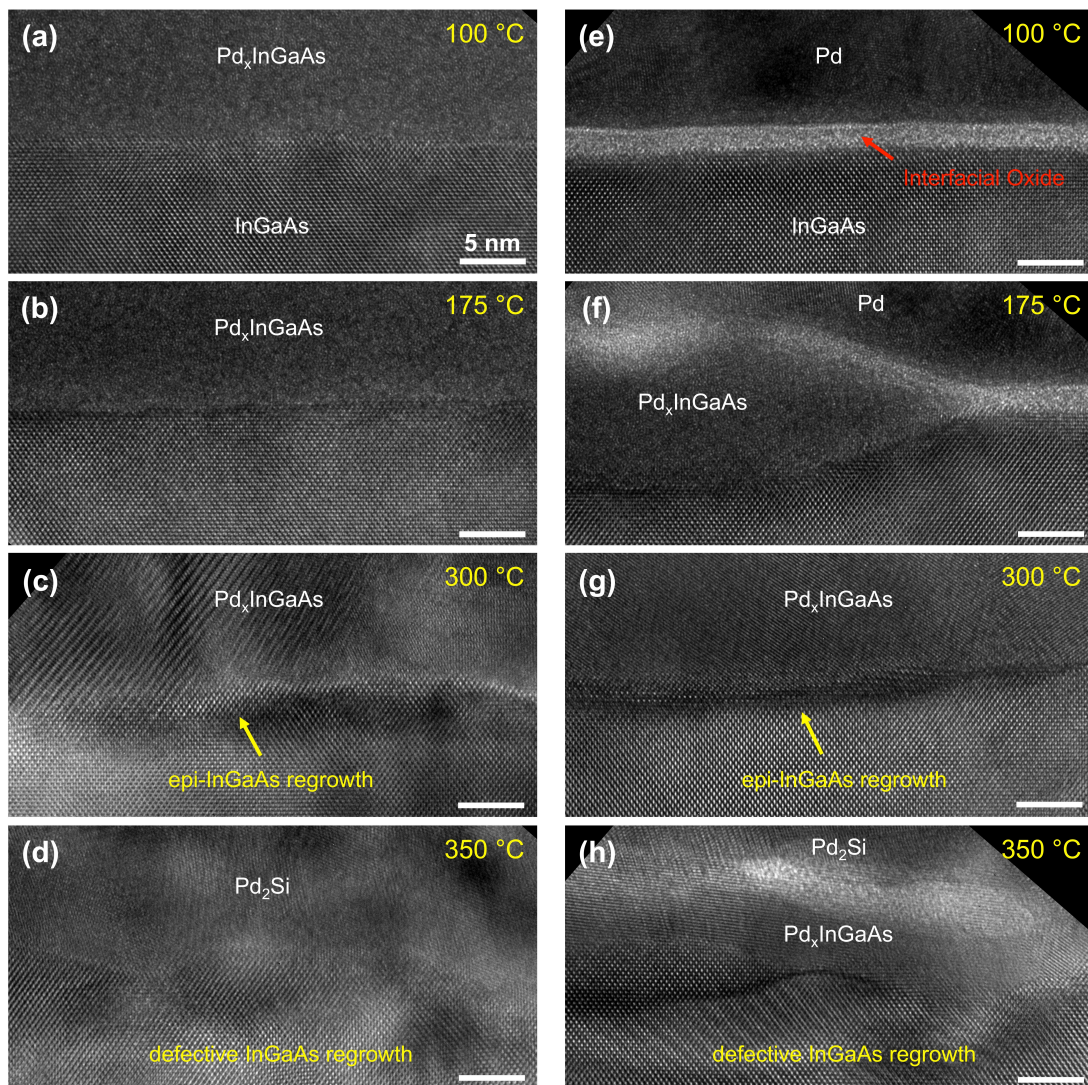 (a)
100 °C
PdxInGaAs
InGaAs
5 nm
(b)
175 °C
PdxInGaAs
(c)
300 °C
PdxInGaAs
epi-InGaAs regrowth
(d)
350 °C
Pd2Si
defective InGaAs regrowth
(e)
100 °C
Pd
Interfacial Oxide
InGaAs
(f)
175 °C
Pd
PdxInGaAs
(g)
300 °C
PdxInGaAs
epi-InGaAs regrowth
(h)
350 °C
Pd2Si
PdxInGaAs
defective InGaAs regrowth